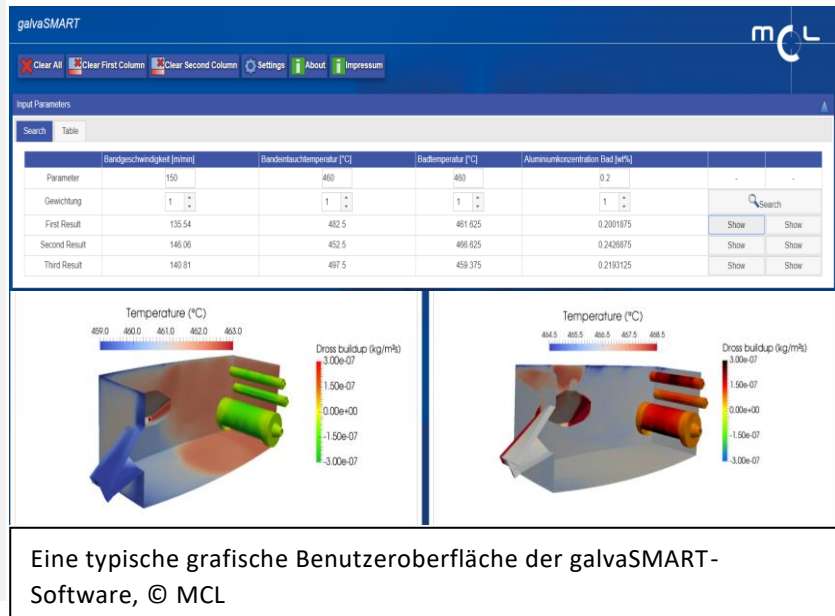 galvaSMART
mcl
Clear All Clear First Column Clear Second Column Settings About Impressum
Input Parameters
Search Table
Bandgeschwindigkeit [m/min] Bandeintauchtemperatur [°C] Badtemperatur [°C] Aluminiumkonzentration Bad [wt%]
Parameter 150 460 460 0.2 - -
Gewichtung 1 1 1 1 Search
First Result 135.54 482.5 461.625 0.2001875 Show Show
Second Result 146.06 452.5 466.625 0.2426875 Show Show
Third Result 140.81 497.5 459.375 0.2193125 Show Show
Temperature (°C)
459.0 460.0 461.0 462.0 463.0
Dross buildup (kg/m³s)
3.00e-07
1.50e-07
0.00e+00
-1.50e-07
-3.00e-07
Temperature (°C)
464.5 465.5 466.5 467.5 468.5
Dross buildup (kg/m³s)
3.00e-07
1.50e-07
0.00e+00
-1.50e-07
-3.00e-07
Eine typische grafische Benutzeroberfläche der galvaSMART-
Software, © MCL